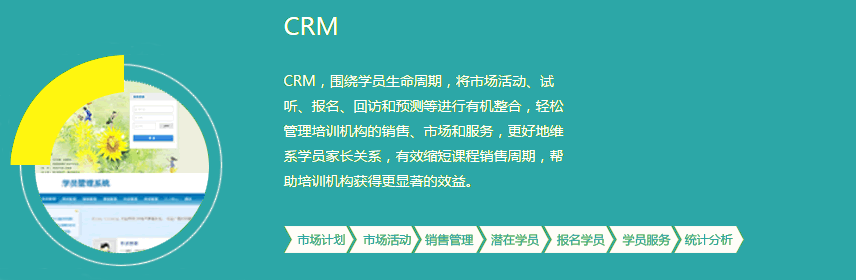 CRM
CRM，围绕学员生命周期，将市场活动、试
听、报名、回访和预测等进行有机整合，轻松
管理培训机构的销售、市场和服务，更好地维
系学员家长关系，有效缩短课程销售周期，帮
助培训机构获得更显著的效益。
学员管理系统
市场计划 市场活动 销售管理 潜在学员 报名学员 学员服务 统计分析